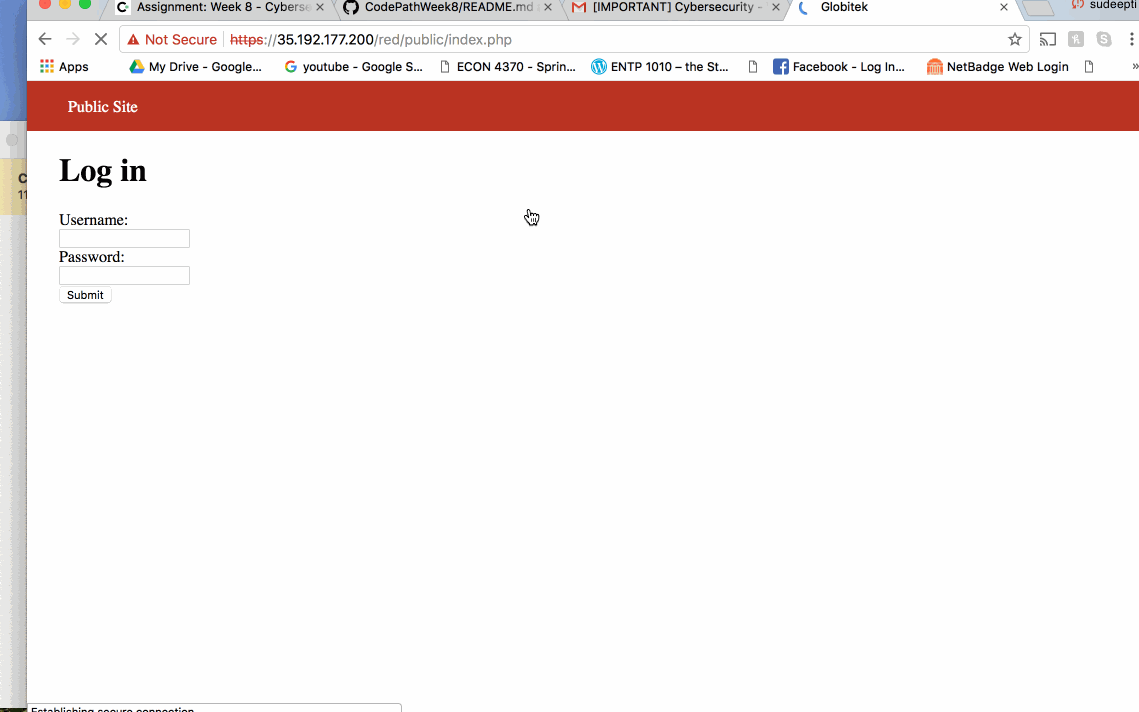 Assignment: Week 8 - Cyberse
CodePathWeek8/README.md
[IMPORTANT] Cybersecurity -
Globitek
sudeepti
Not Secure https://35.192.177.200/red/public/index.php
Apps My Drive - Google... youtube - Google S... ECON 4370 - Sprin... ENTP 1010 – the St... Facebook - Log In... NetBadge Web Login »
Public Site
C
11
Log in
Username:
Password:
Submit
Establishing secure connection